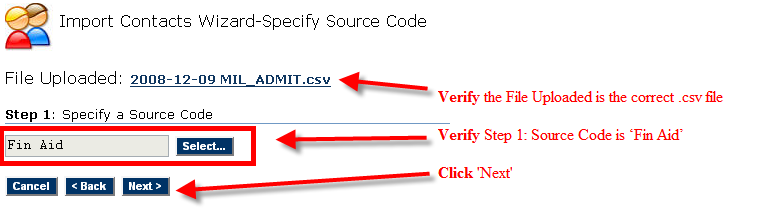 Import Contacts Wizard-Specify Source Code
File Uploaded: 2008-12-09 MIL_ADMIT.csv
Verify the File Uploaded is the correct .csv file
Step 1: Specify a Source Code
Fin Aid Select...
Verify Step 1: Source Code is ‘Fin Aid’
Cancel < Back Next >
Click 'Next'